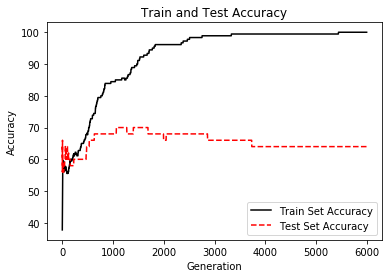 Train and Test Accuracy
Accuracy
100
90
80
70
60
50
40
0
1000
2000
3000
4000
5000
6000
Generation
Train Set Accuracy
Test Set Accuracy